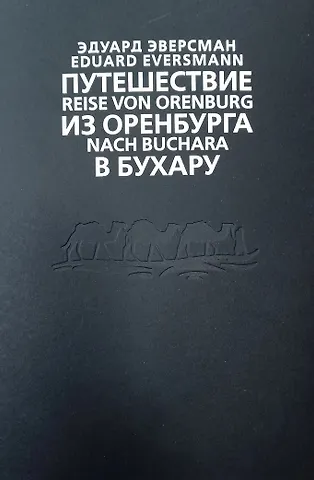 ЭДУАРД ЭВЕРСМАН
EDUARD EVERSMANN
ПУТЕШЕСТВИЕ
REISE VON ORENBURG
ИЗ ОРЕНБУРГА
NACH BUCHARA
В БУХАРУ